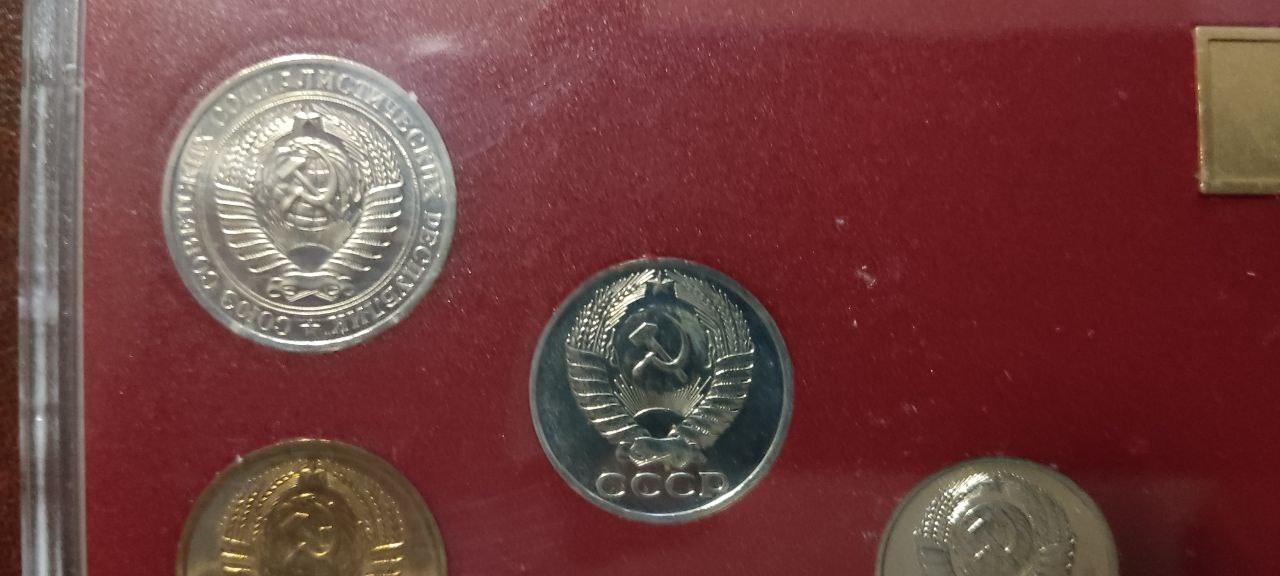 СОЮЗ СОВЕТСКИХ СОЦИАЛИСТИЧЕСКИХ РЕСПУБЛИК
СССР